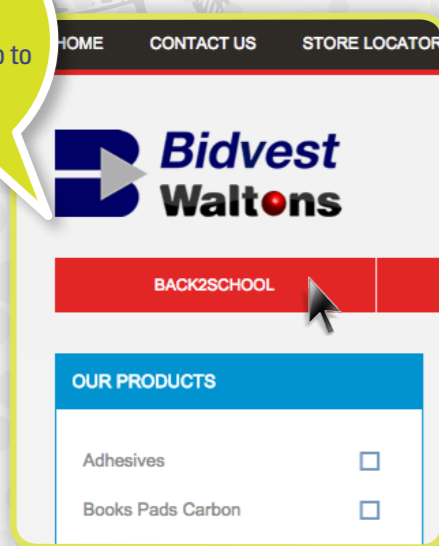 to
HOME CONTACT US STORE LOCATOR
Bidvest
Waltons
BACK2SCHOOL
OUR PRODUCTS
Adhesives
Books Pads Carbon